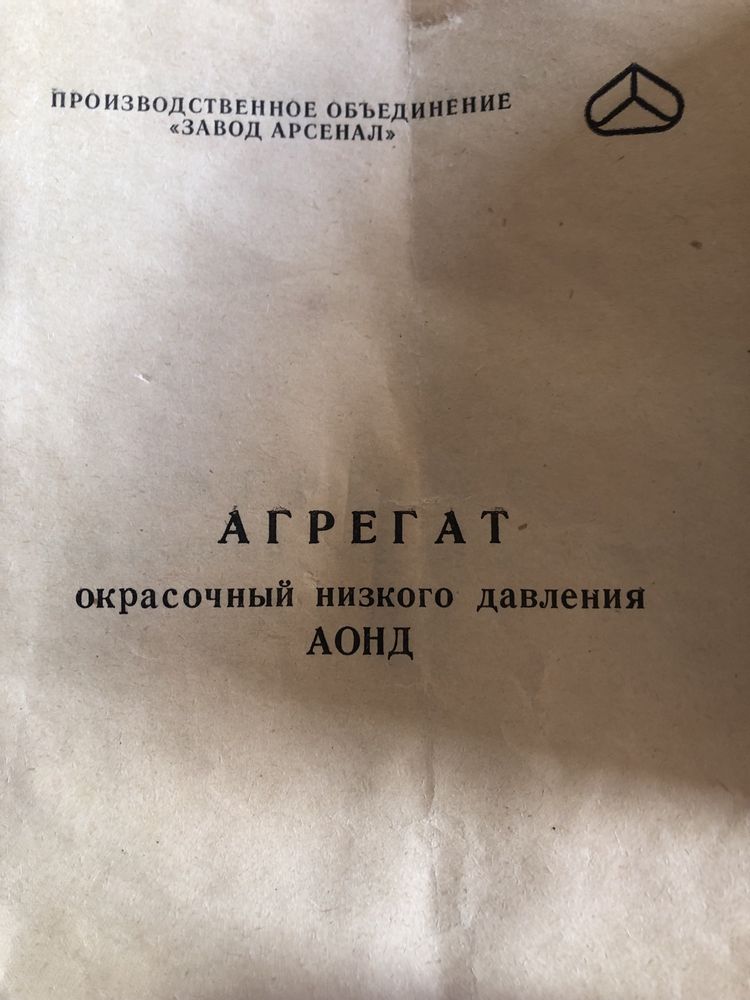 ПРОИЗВОДСТВЕННОЕ ОБЪЕДИНЕНИЕ
«ЗАВОД АРСЕНАЛ»
АГРЕГАТ
окрасочный низкого давления
АОНД